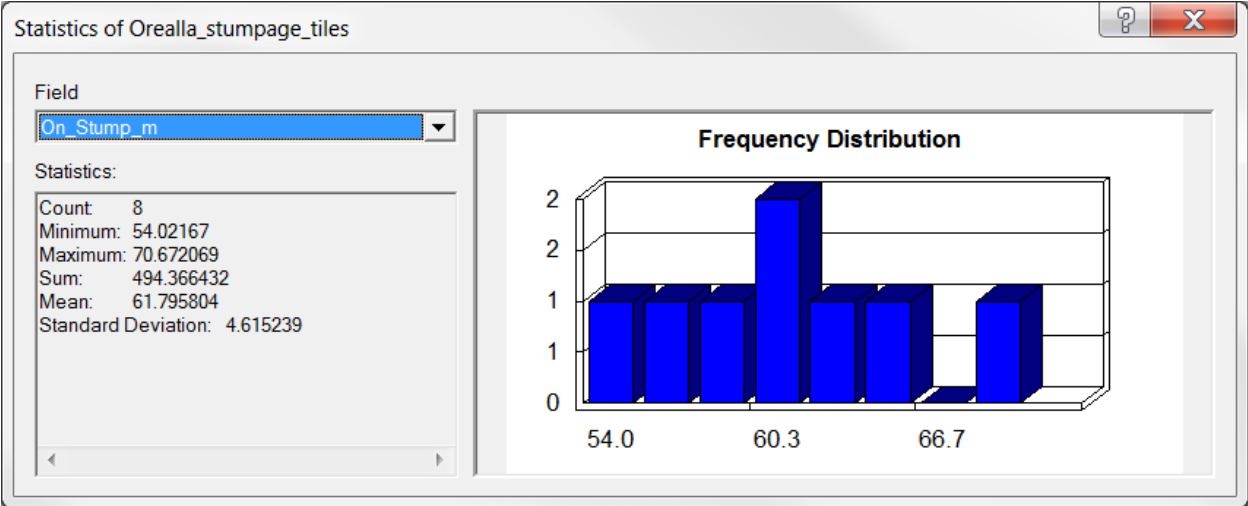 Statistics of Orealla_stumpage_tiles
Field
On_Stump_m
Statistics:
Count: 8
Minimum: 54.02167
Maximum: 70.672069
Sum: 494.366432
Mean: 61.795804
Standard Deviation: 4.615239
Frequency Distribution
2
2
1
1
0
54.0 60.3 66.7